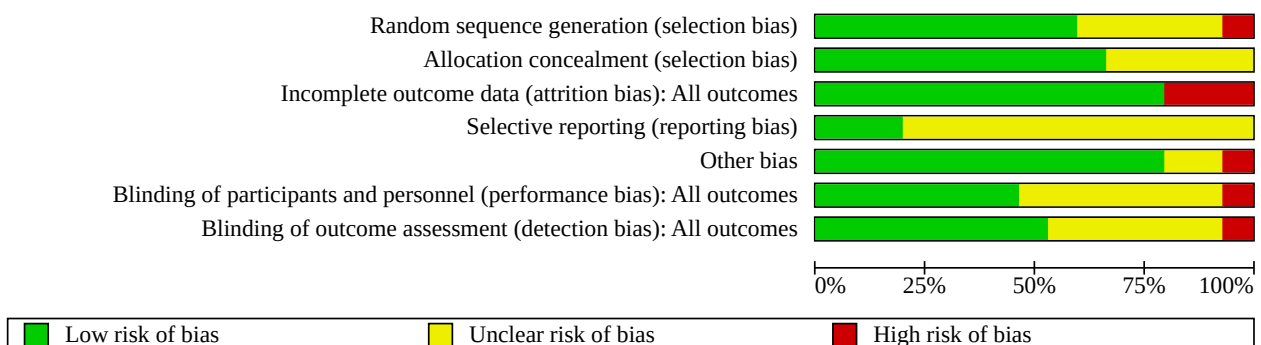 Random sequence generation (selection bias)
Allocation concealment (selection bias)
Incomplete outcome data (attrition bias): All outcomes
Selective reporting (reporting bias)
Other bias
Blinding of participants and personnel (performance bias): All outcomes
Blinding of outcome assessment (detection bias): All outcomes
0% 25% 50% 75% 100%
Low risk of bias Unclear risk of bias High risk of bias